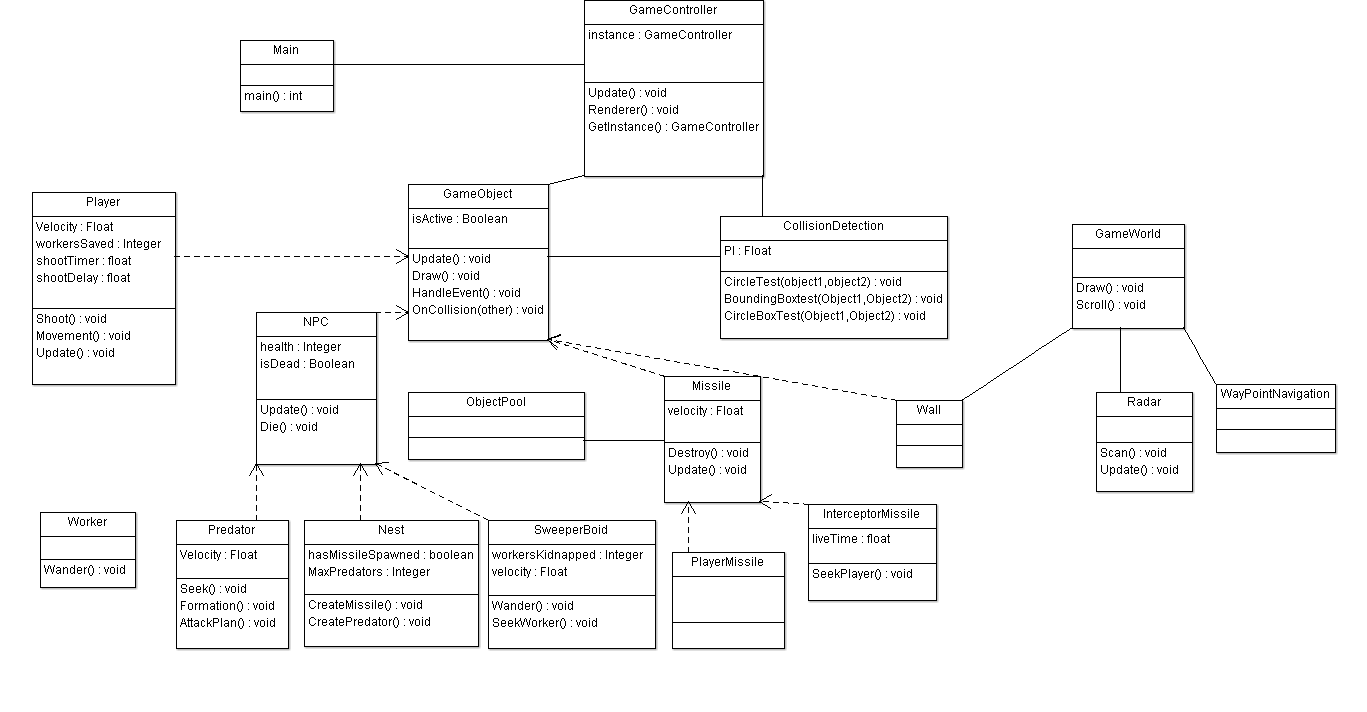 GameController
instance : GameController
Update() : void
Renderer() : void
GetInstance() : GameController
Main
main() : int
Player
Velocity : Float
workersSaved : Integer
shootTimer : float
shootDelay : float
Shoot() : void
Movement() : void
Update() : void
GameObject
isActive : Boolean
Update() : void
Draw() : void
HandleEvent() : void
OnCollision(other) : void
CollisionDetection
PI : Float
CircleTest(object1,object2) : void
BoundingBoxtest(Object1,Object2) : void
CircleBoxTest(Object1,Object2) : void
GameWorld
Draw() : void
Scroll() : void
NPC
health : Integer
isDead : Boolean
Update() : void
Die() : void
ObjectPool
Missile
velocity : Float
Destroy() : void
Update() : void
Wall
Radar
Scan() : void
Update() : void
WayPointNavigation
Worker
Wander() : void
Predator
Velocity : Float
Seek() : void
Formation() : void
AttackPlan() : void
Nest
hasMissileSpawned : boolean
MaxPredators : Integer
CreateMissile() : void
CreatePredator() : void
SweeperBoid
workersKidnapped : Integer
velocity : Float
Wander() : void
SeekWorker() : void
PlayerMissile
InterceptorMissile
liveTime : float
SeekPlayer() : void